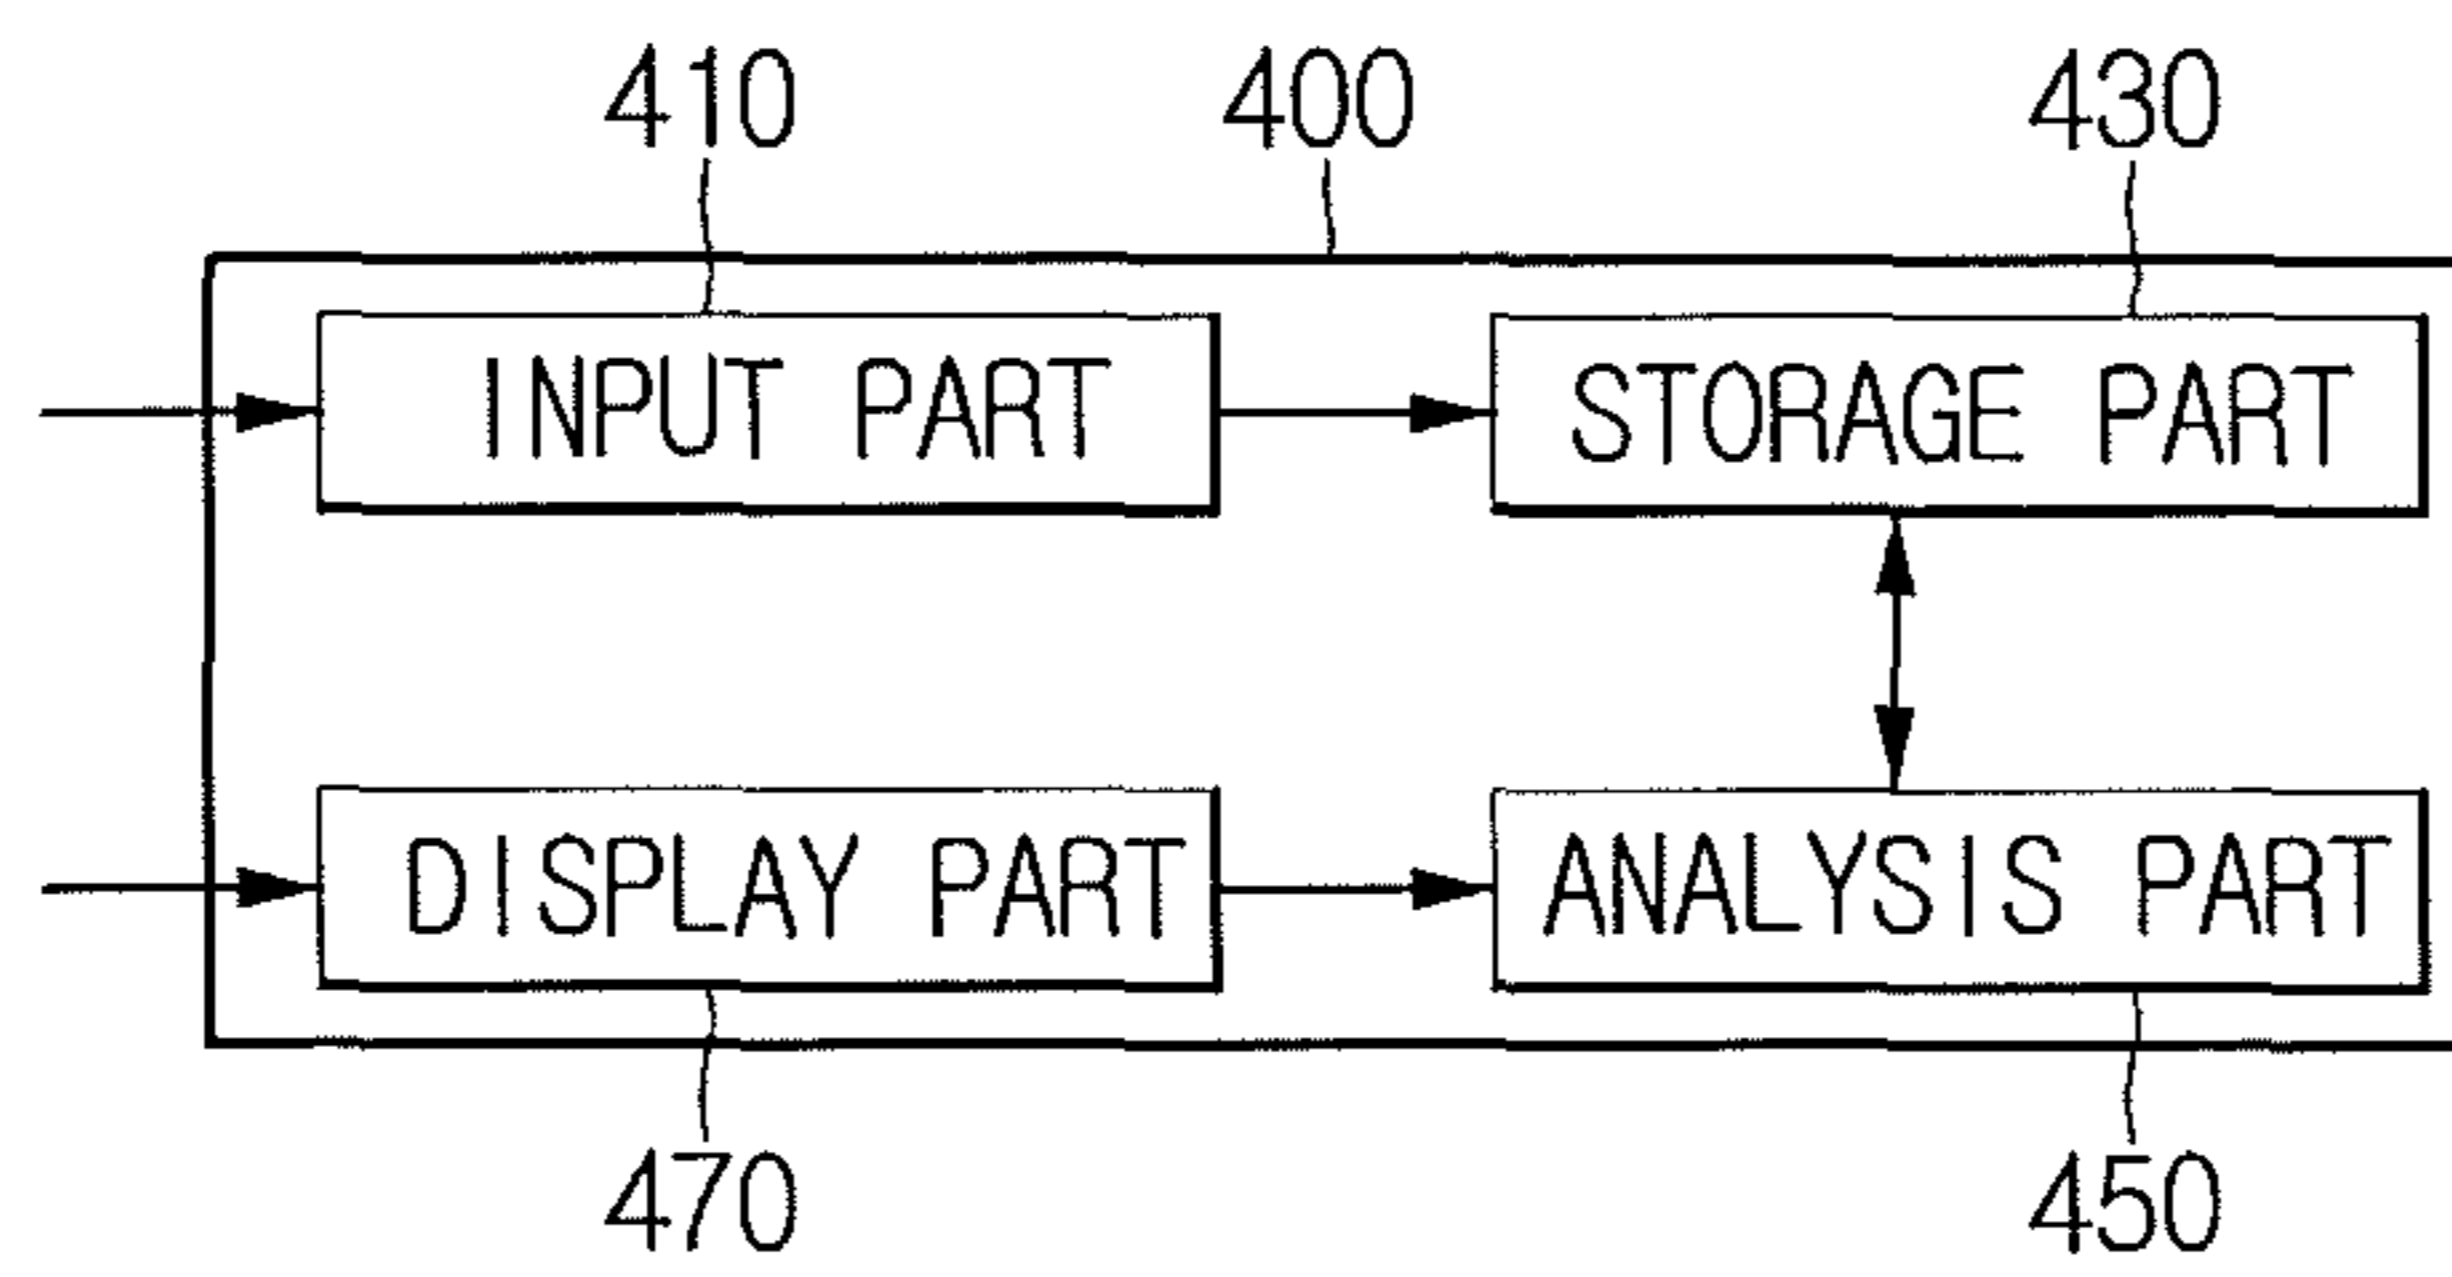 410 400 430
INPUT PART STORAGE PART
DISPLAY PART ANALYSIS PART
470 450